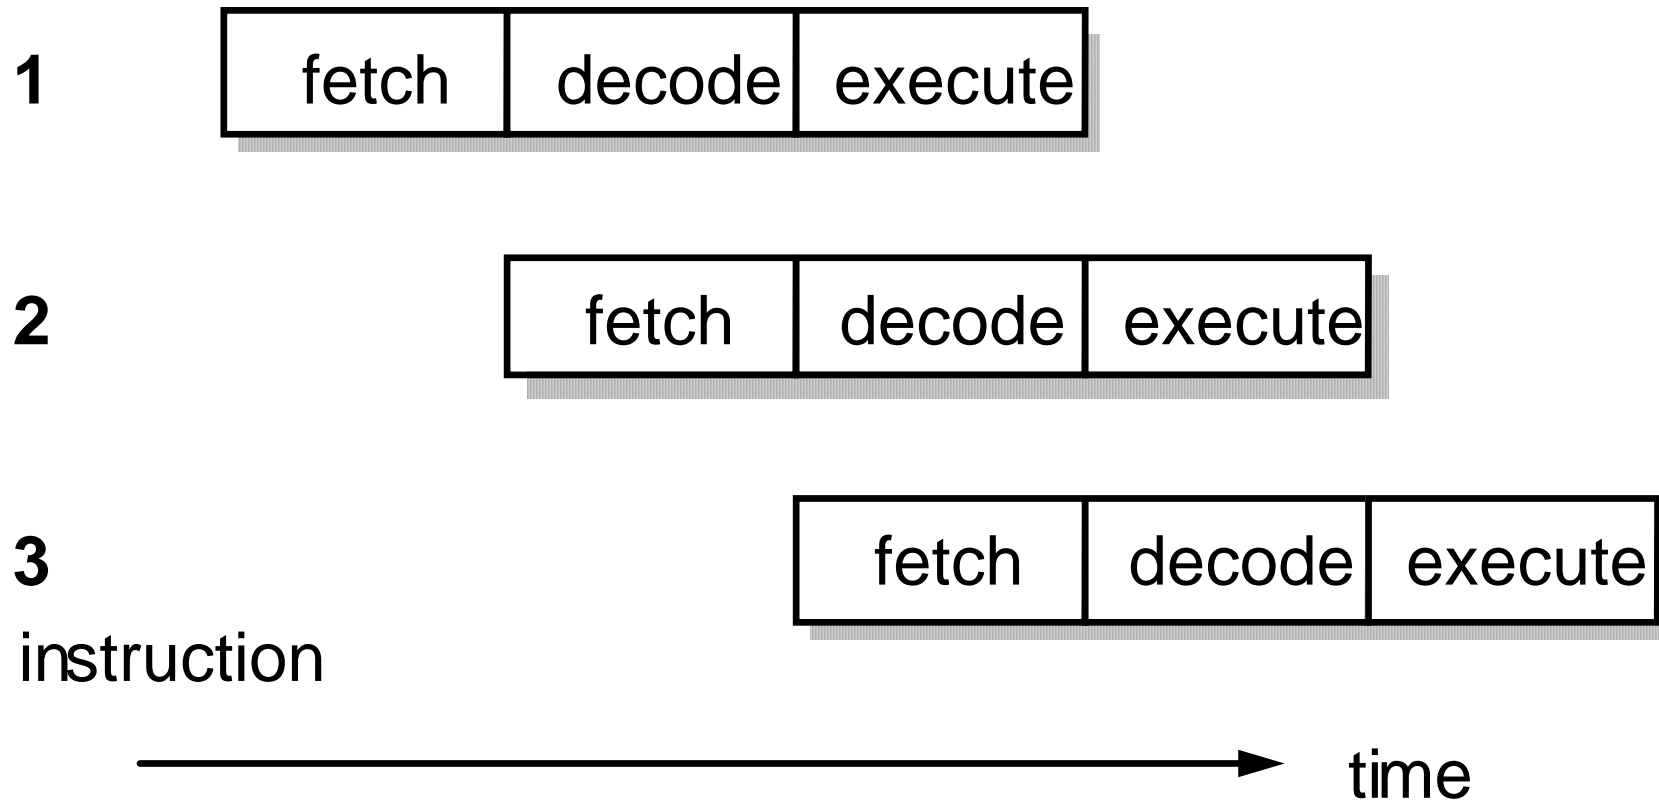 1 fetch decode execute
2 fetch decode execute
3 fetch decode execute
instruction
time